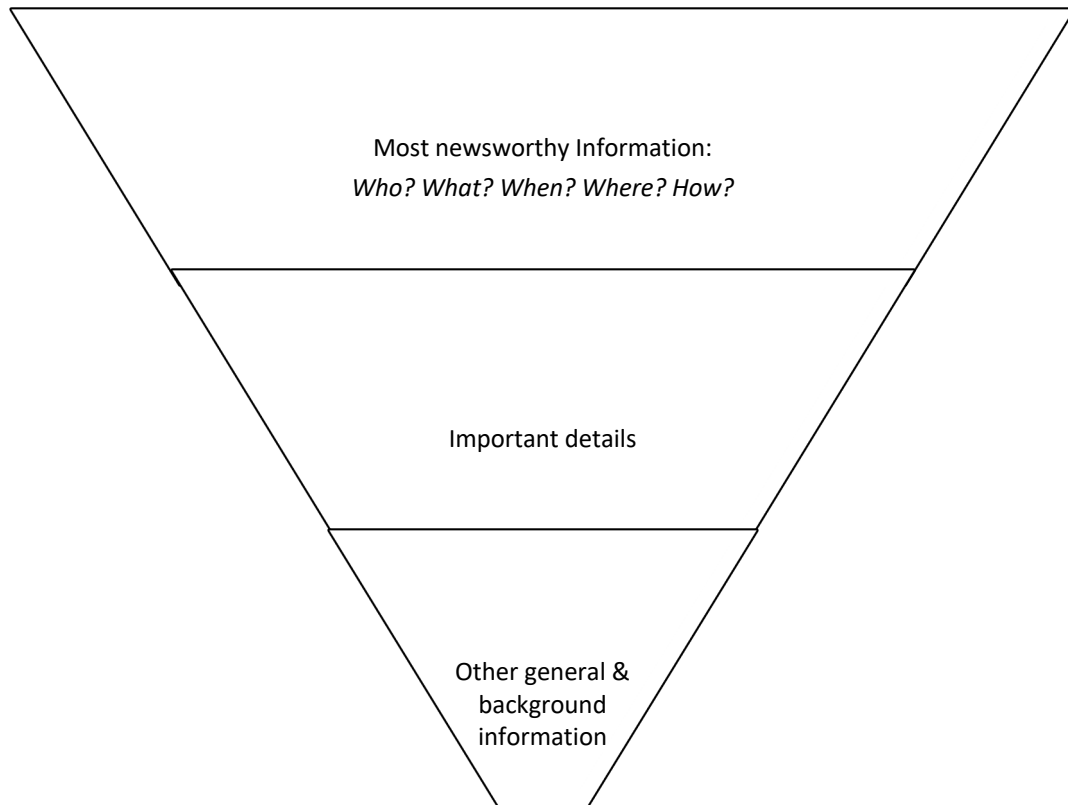 Most newsworthy Information:
Who? What? When? Where? How?
Important details
Other general &
background
information